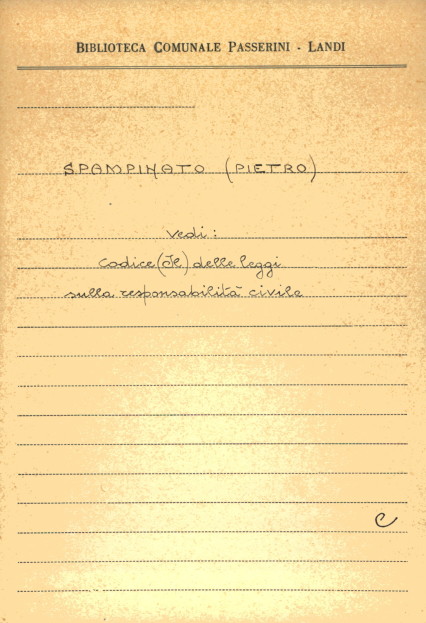 BIBLIOTECA COMUNALE PASSERINI - LANDI
SPAMPINATO (PIETRO)
Vedi:
Codice (Il) delle leggi
sulla responsabilità civile
C